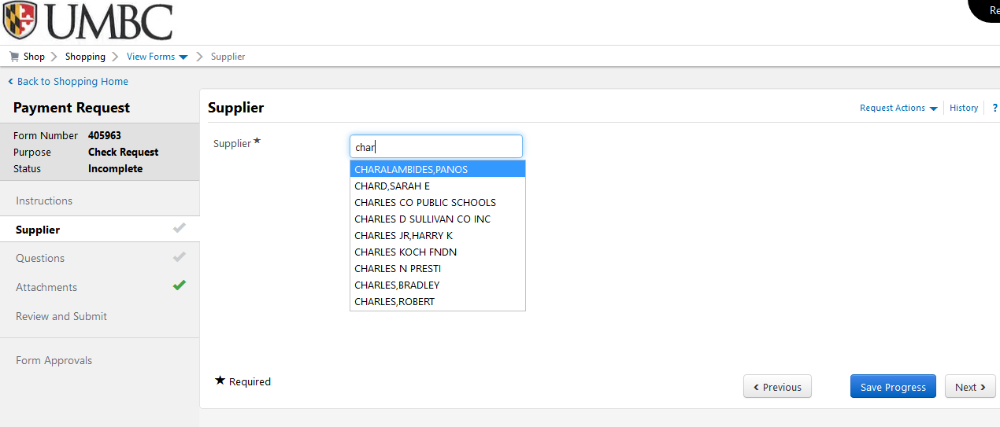 UMBC
Re
Shop Shopping View Forms Supplier
Back to Shopping Home
Payment Request
Form Number 405963
Purpose Check Request
Status Incomplete
Instructions
Supplier
Questions
Attachments
Review and Submit
Form Approvals
Supplier
Request Actions History ?
Supplier ★ char
CHARALAMBIDES,PANOS
CHARD,SARAH E
CHARLES CO PUBLIC SCHOOLS
CHARLES D SULLIVAN CO INC
CHARLES JR,HARRY K
CHARLES KOCH FNDN
CHARLES N PRESTI
CHARLES,BRADLEY
CHARLES,ROBERT
★ Required
Previous Save Progress Next